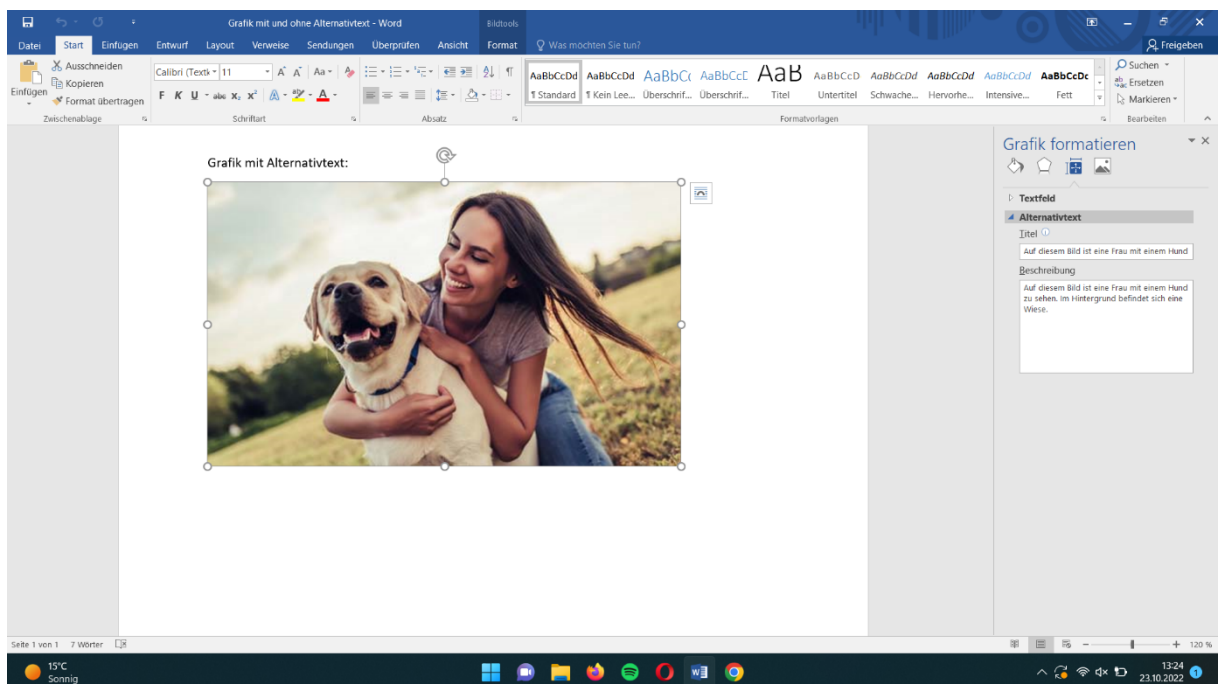 Grafik mit und ohne Alternativtext - Word
Bildtools
Datei Start Einfügen Entwurf Layout Verweise Sendungen Überprüfen Ansicht Format Was möchten Sie tun? Freigeben
Einfügen
Ausschneiden
Kopieren
Format übertragen
Zwischenablage
Calibri (Textk 11
F K U abc X₂ X²
Schriftart
Absatz
AaBbCcDd AaBbCcDd AaBbCc AaBbCcE AaB AaBbCcD AaBbCcDd AaBbCcDd AaBbCcDd AaBbCcDc
¶ Standard ¶ Kein Lee... Überschrif... Überschrif... Titel Untertitel Schwache... Hervorhe... Intensive... Fett
Formatvorlagen
Suchen
Ersetzen
Markieren
Bearbeiten
Grafik mit Alternativtext:
Grafik formatieren
Textfeld
Alternativtext
Titel
Auf diesem Bild ist eine Frau mit einem Hund
Beschreibung
Auf diesem Bild ist eine Frau mit einem Hund
zu sehen. Im Hintergrund befindet sich eine
Wiese.
Seite 1 von 1 7 Wörter
120 %
15°C
Sonnig
13:24
23.10.2022
1